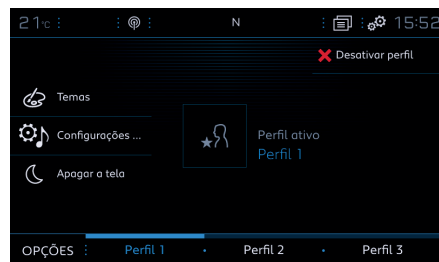 21°c
N
15:52
Desativar perfil
Temas
Configurações ...
Perfil ativo
Perfil 1
Apagar a tela
OPÇÕES
Perfil 1
Perfil 2
Perfil 3